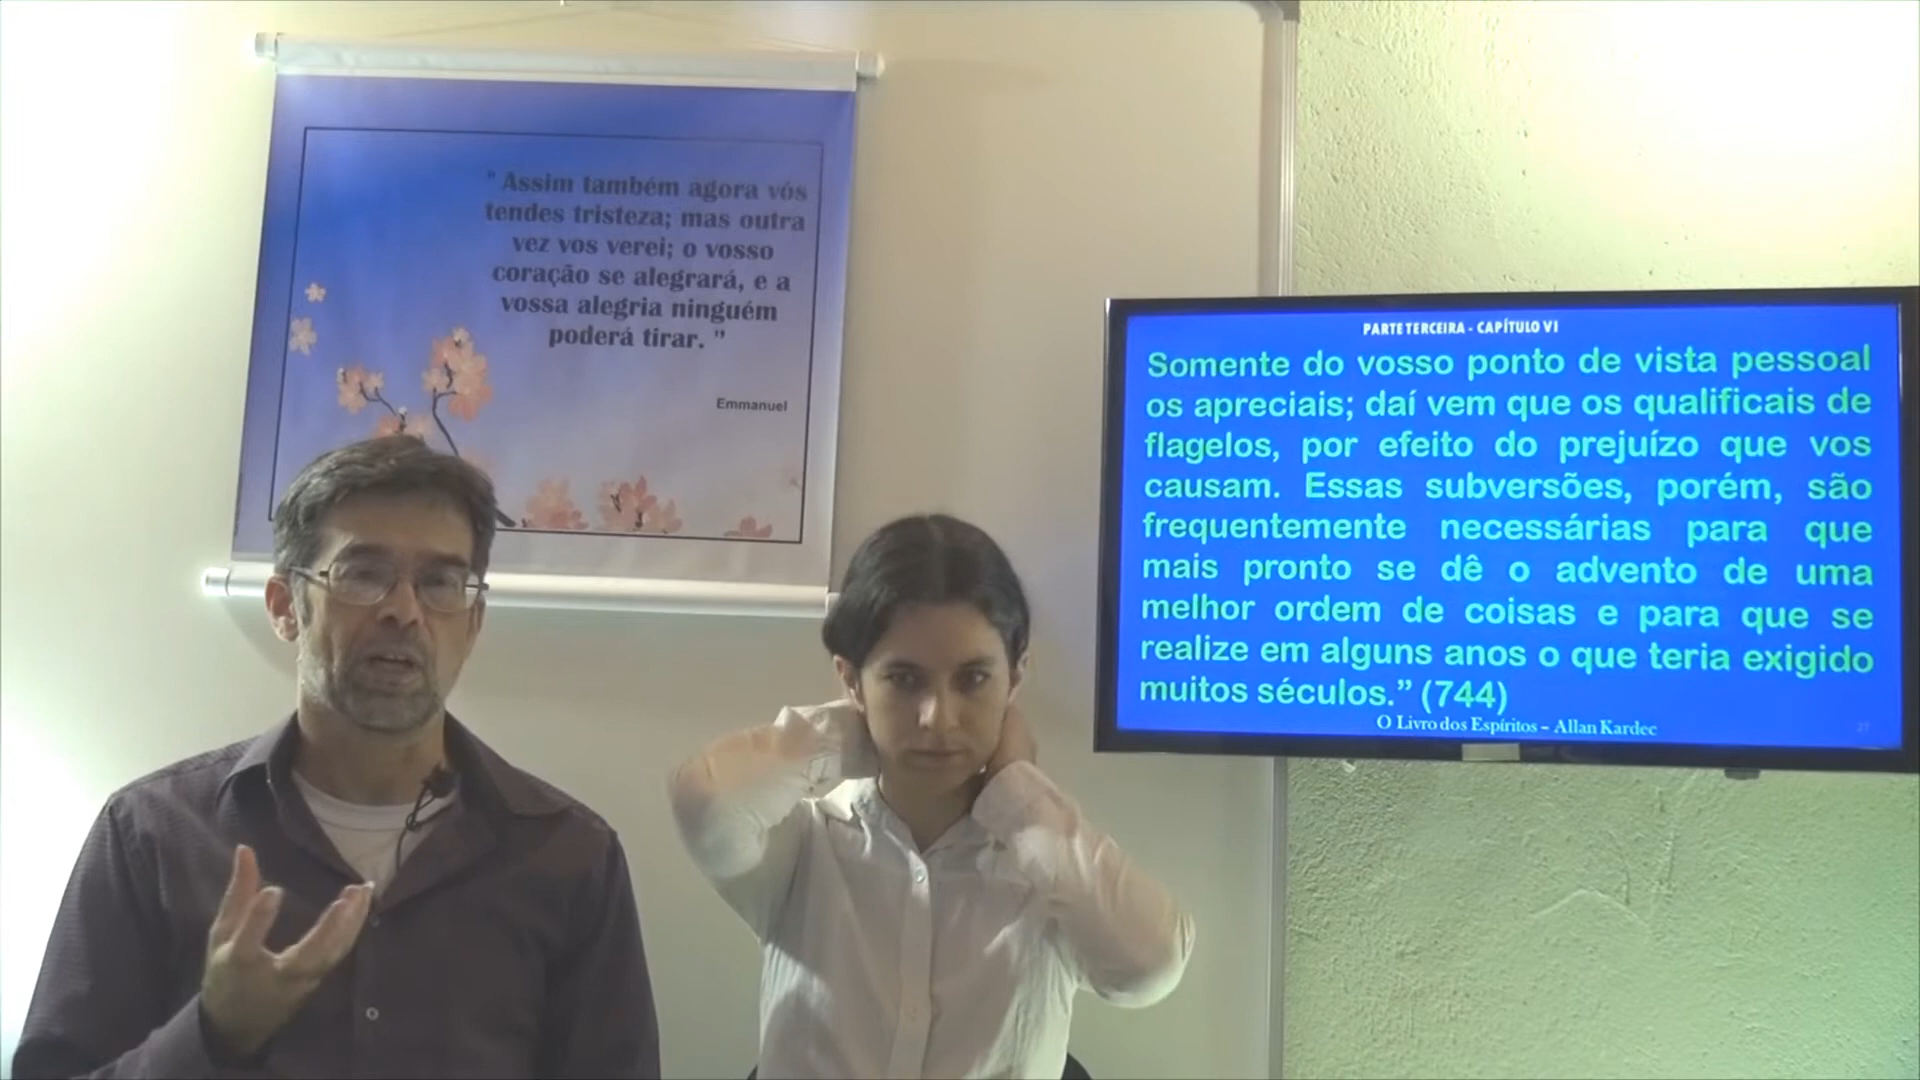 " Assim também agora vós
tendes tristeza; mas outra
vez vos verei; o vosso
coração se alegrará, e a
vossa alegria ninguém
poderá tirar. "
Emmanuel
PARTE TERCEIRA - CAPÍTULO VI
Somente do vosso ponto de vista pessoal
os apreciais; daí vem que os qualificais de
flagelos, por efeito do prejuízo que vos
causam. Essas subversões, porém, são
frequentemente necessárias para que
mais pronto se dê o advento de uma
melhor ordem de coisas e para que se
realize em alguns anos o que teria exigido
muitos séculos.” (744)
O Livro dos Espíritos – Allan Kardec